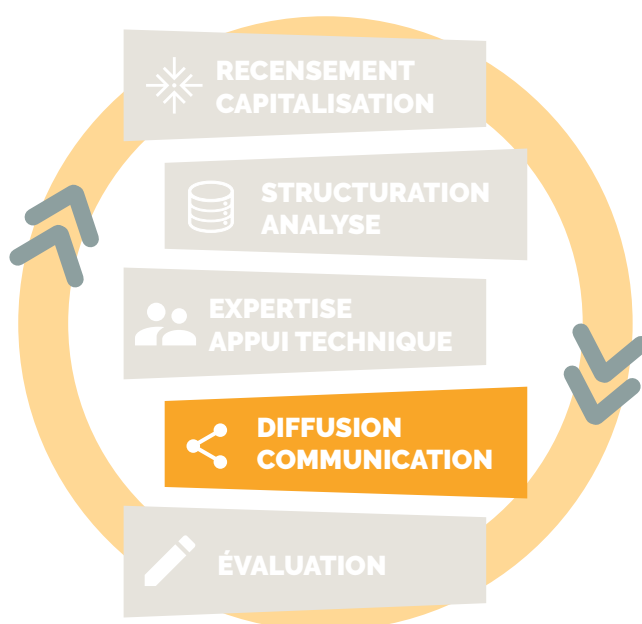 RECENSEMENT
CAPITALISATION
STRUCTURATION
ANALYSE
EXPERTISE
APPUI TECHNIQUE
DIFFUSION
COMMUNICATION
ÉVALUATION